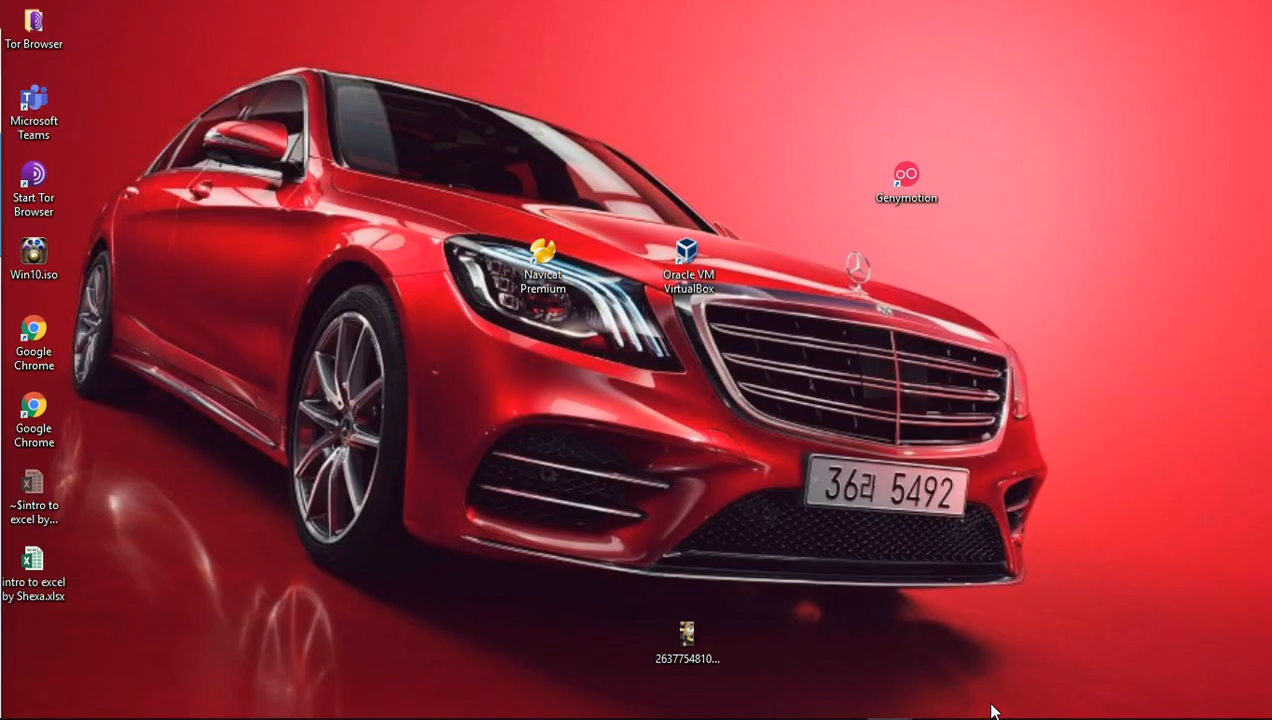 Tor Browser
Microsoft
Teams
Start Tor
Browser
Win10.iso
Google
Chrome
Google
Chrome
~$intro to
excel by...
intro to excel
by Shexa.xlsx
Navicat
Premium
Oracle VM
VirtualBox
Genymotion
36리 5492
2637754810...